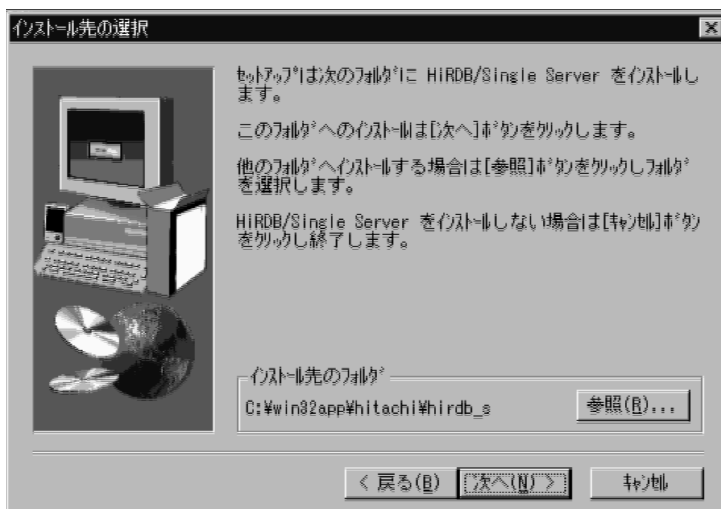 インストール先の選択
セットアップは次のフォルダに HiRDB/Single Server をインストールし
ます。
このフォルダへのインストールは[次へ]ボタンをクリックします。
他のフォルダへインストールする場合は[参照]ボタンをクリックしフォルダ
を選択します。
HiRDB/Single Server をインストールしない場合は[キャンセル]ボタン
をクリックし終了します。
インストール先のフォルダ
C:¥win32app¥hitachi¥hirdb_s
参照(R)...
< 戻る(B)
次へ(N) >
キャンセル